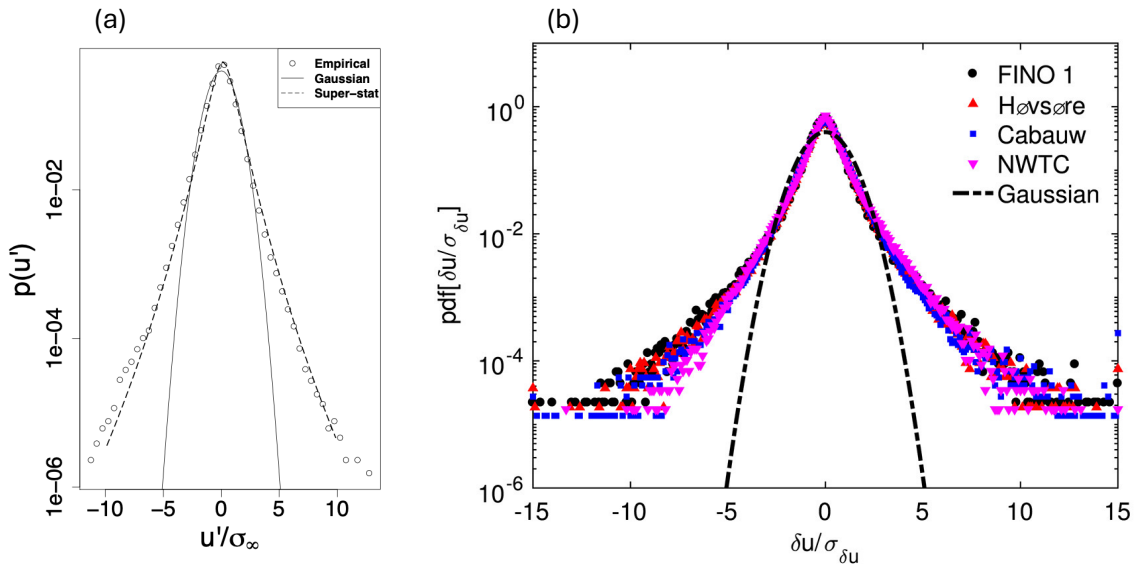 (a)
Empirical
Gaussian
Super−stat
p(u')
1e−02
1e−04
1e−06
−10 −5 0 5 10
u'/σ∞
(b)
FINO 1
Høvsøre
Cabauw
NWTC
Gaussian
pdf[δu/σδu]
10^0
10^-2
10^-4
10^-6
-15 -10 -5 0 5 10 15
δu/σδu